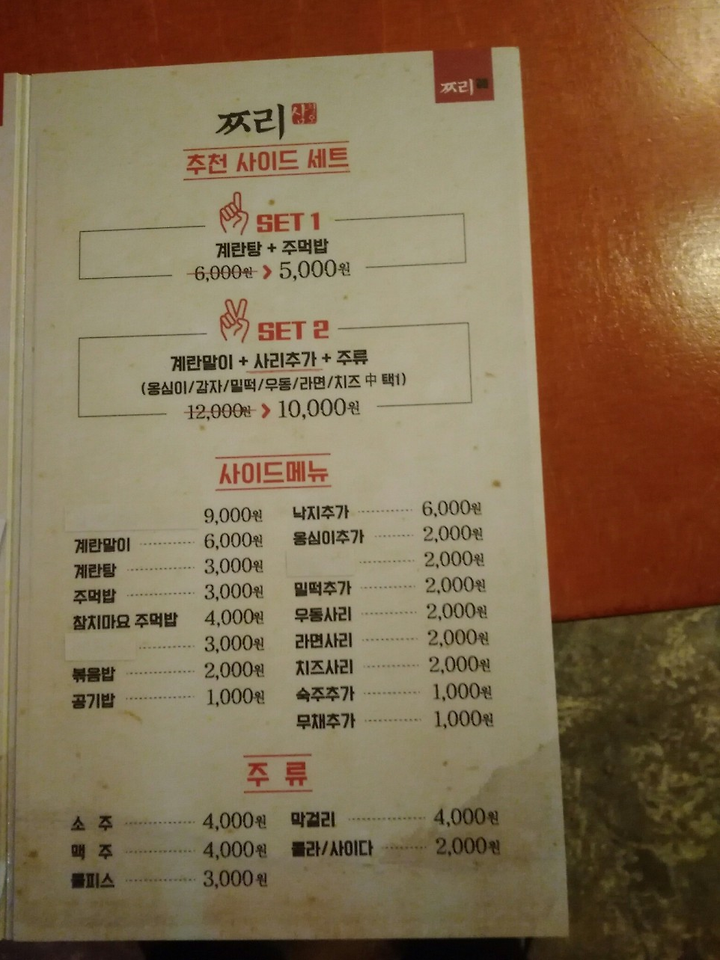 찌리
찌리
추천 사이드 세트
SET 1
계란탕 + 주먹밥
6,000원 > 5,000원
SET 2
계란말이 + 사리추가 + 주류
(옹심이/감자/밀떡/우동/라면/치즈 中 택1)
12,000원 > 10,000원
사이드메뉴
9,000원
계란말이 6,000원
계란탕 3,000원
주먹밥 3,000원
참치마요 주먹밥 4,000원
3,000원
볶음밥 2,000원
공기밥 1,000원
낙지추가 6,000원
옹심이추가 2,000원
2,000원
밀떡추가 2,000원
우동사리 2,000원
라면사리 2,000원
치즈사리 2,000원
숙주추가 1,000원
무채추가 1,000원
주 류
소 주 4,000원
맥 주 4,000원
쿨피스 3,000원
막걸리 4,000원
콜라/사이다 2,000원